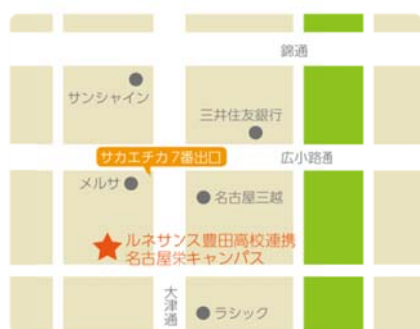 錦通
サンシャイン
三井住友銀行
サカエチカ7番出口
広小路通
メルサ
名古屋三越
ルネサンス豊田高校連携
名古屋栄キャンパス
大津通
ラシック